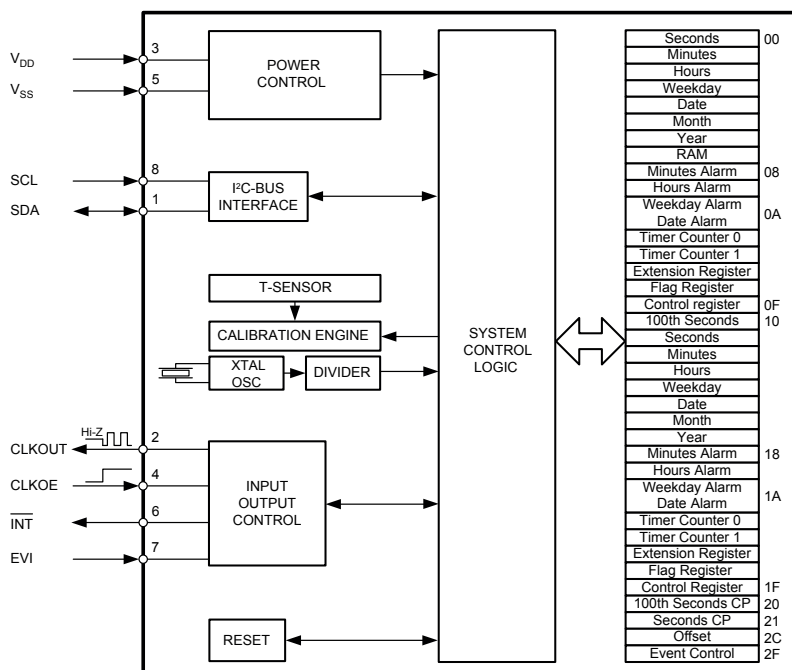 V_DD
3
V_SS
5
POWER
CONTROL
SCL
8
SDA
1
I²C-BUS
INTERFACE
T-SENSOR
CALIBRATION ENGINE
XTAL
OSC
DIVIDER
SYSTEM
CONTROL
LOGIC
Hi-Z
CLKOUT
2
CLKOE
4
INT
6
EVI
7
INPUT
OUTPUT
CONTROL
RESET
Seconds 00
Minutes
Hours
Weekday
Date
Month
Year
RAM
Minutes Alarm 08
Hours Alarm
Weekday Alarm
Date Alarm 0A
Timer Counter 0
Timer Counter 1
Extension Register
Flag Register
Control register 0F
100th Seconds 10
Seconds
Minutes
Hours
Weekday
Date
Month
Year
Minutes Alarm 18
Hours Alarm
Weekday Alarm
Date Alarm 1A
Timer Counter 0
Timer Counter 1
Extension Register
Flag Register
Control Register 1F
100th Seconds CP 20
Seconds CP 21
Offset 2C
Event Control 2F